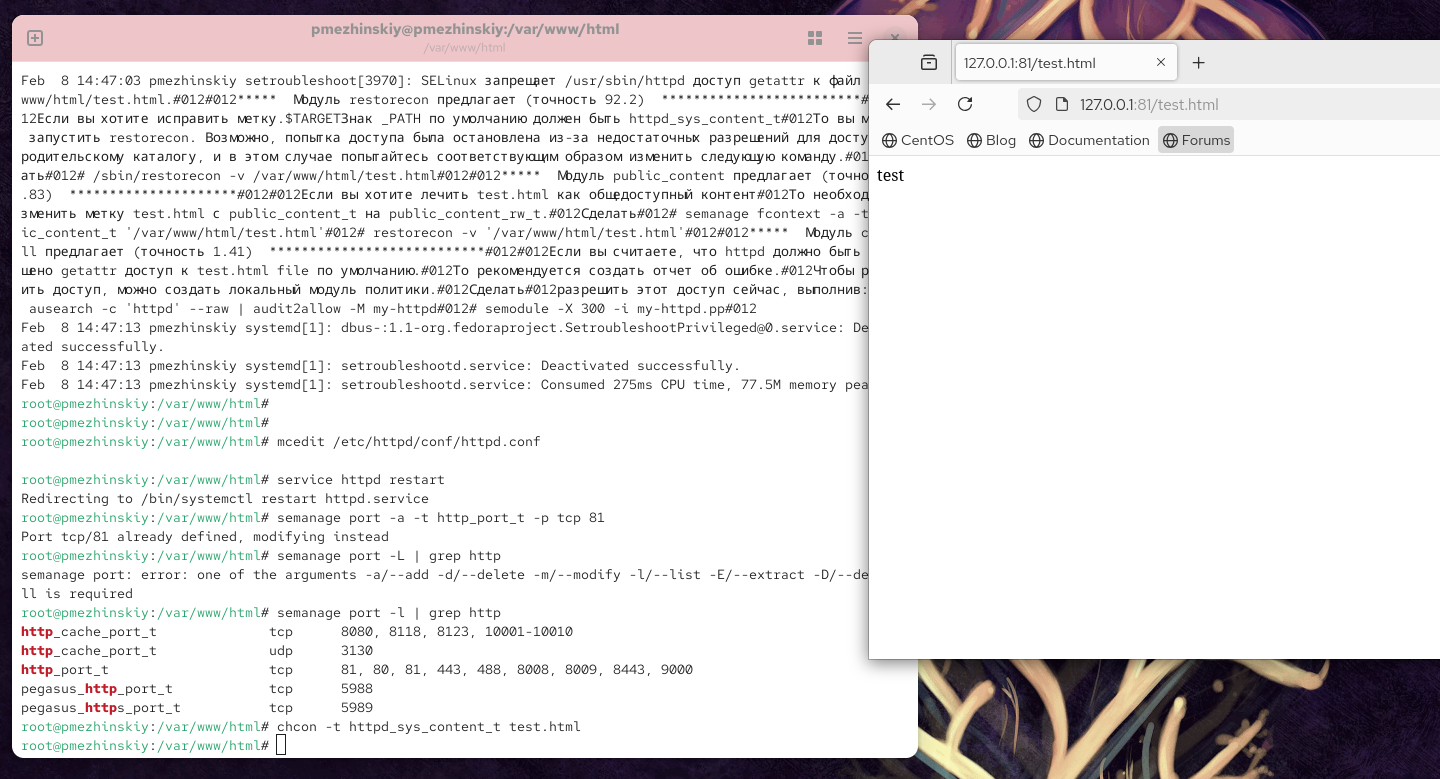 pmezhinskiy@pmezhinskiy:/var/www/html
/var/www/html
Feb  8 14:47:03 pmezhinskiy setroubleshoot[3970]: SELinux запрещает /usr/sbin/httpd доступ getattr к файл
www/html/test.html.#012#012*****  Модуль restorecon предлагает (точность 92.2)  *************************#
12Если вы хотите исправить метку.$TARGETЗнак _PATH по умолчанию должен быть httpd_sys_content_t#012То вы м
 запустить restorecon. Возможно, попытка доступа была остановлена из-за недостаточных разрешений для досту
родительскому каталогу, и в этом случае попытайтесь соответствующим образом изменить следующую команду.#01
ать#012# /sbin/restorecon -v /var/www/html/test.html#012#012*****  Модуль public_content предлагает (точно
.83)  *********************#012#012Если вы хотите лечить test.html как общедоступный контент#012То необход
зменить метку test.html с public_content_t на public_content_rw_t.#012Сделать#012# semanage fcontext -a -t
ic_content_t '/var/www/html/test.html'#012# restorecon -v '/var/www/html/test.html'#012#012*****  Модуль c
ll предлагает (точность 1.41)  ***************************#012#012Если вы считаете, что httpd должно быть
шено getattr доступ к test.html file по умолчанию.#012То рекомендуется создать отчет об ошибке.#012Чтобы р
ить доступ, можно создать локальный модуль политики.#012Сделать#012разрешить этот доступ сейчас, выполнив:
 ausearch -c 'httpd' --raw | audit2allow -M my-httpd#012# semodule -X 300 -i my-httpd.pp#012
Feb  8 14:47:13 pmezhinskiy systemd[1]: dbus-:1.1-org.fedoraproject.SetroubleshootPrivileged@0.service: De
ated successfully.
Feb  8 14:47:13 pmezhinskiy systemd[1]: setroubleshootd.service: Deactivated successfully.
Feb  8 14:47:13 pmezhinskiy systemd[1]: setroubleshootd.service: Consumed 275ms CPU time, 77.5M memory pea
root@pmezhinskiy:/var/www/html#
root@pmezhinskiy:/var/www/html#
root@pmezhinskiy:/var/www/html# mcedit /etc/httpd/conf/httpd.conf
root@pmezhinskiy:/var/www/html# service httpd restart
Redirecting to /bin/systemctl restart httpd.service
root@pmezhinskiy:/var/www/html# semanage port -a -t http_port_t -p tcp 81
Port tcp/81 already defined, modifying instead
root@pmezhinskiy:/var/www/html# semanage port -L | grep http
semanage port: error: one of the arguments -a/--add -d/--delete -m/--modify -l/--list -E/--extract -D/--de
ll is required
root@pmezhinskiy:/var/www/html# semanage port -l | grep http
http_cache_port_t              tcp      8080, 8118, 8123, 10001-10010
http_cache_port_t              udp      3130
http_port_t                    tcp      81, 80, 81, 443, 488, 8008, 8009, 8443, 9000
pegasus_http_port_t            tcp      5988
pegasus_https_port_t           tcp      5989
root@pmezhinskiy:/var/www/html# chcon -t httpd_sys_content_t test.html
root@pmezhinskiy:/var/www/html#
127.0.0.1:81/test.html
127.0.0.1:81/test.html
CentOS Blog Documentation Forums
test